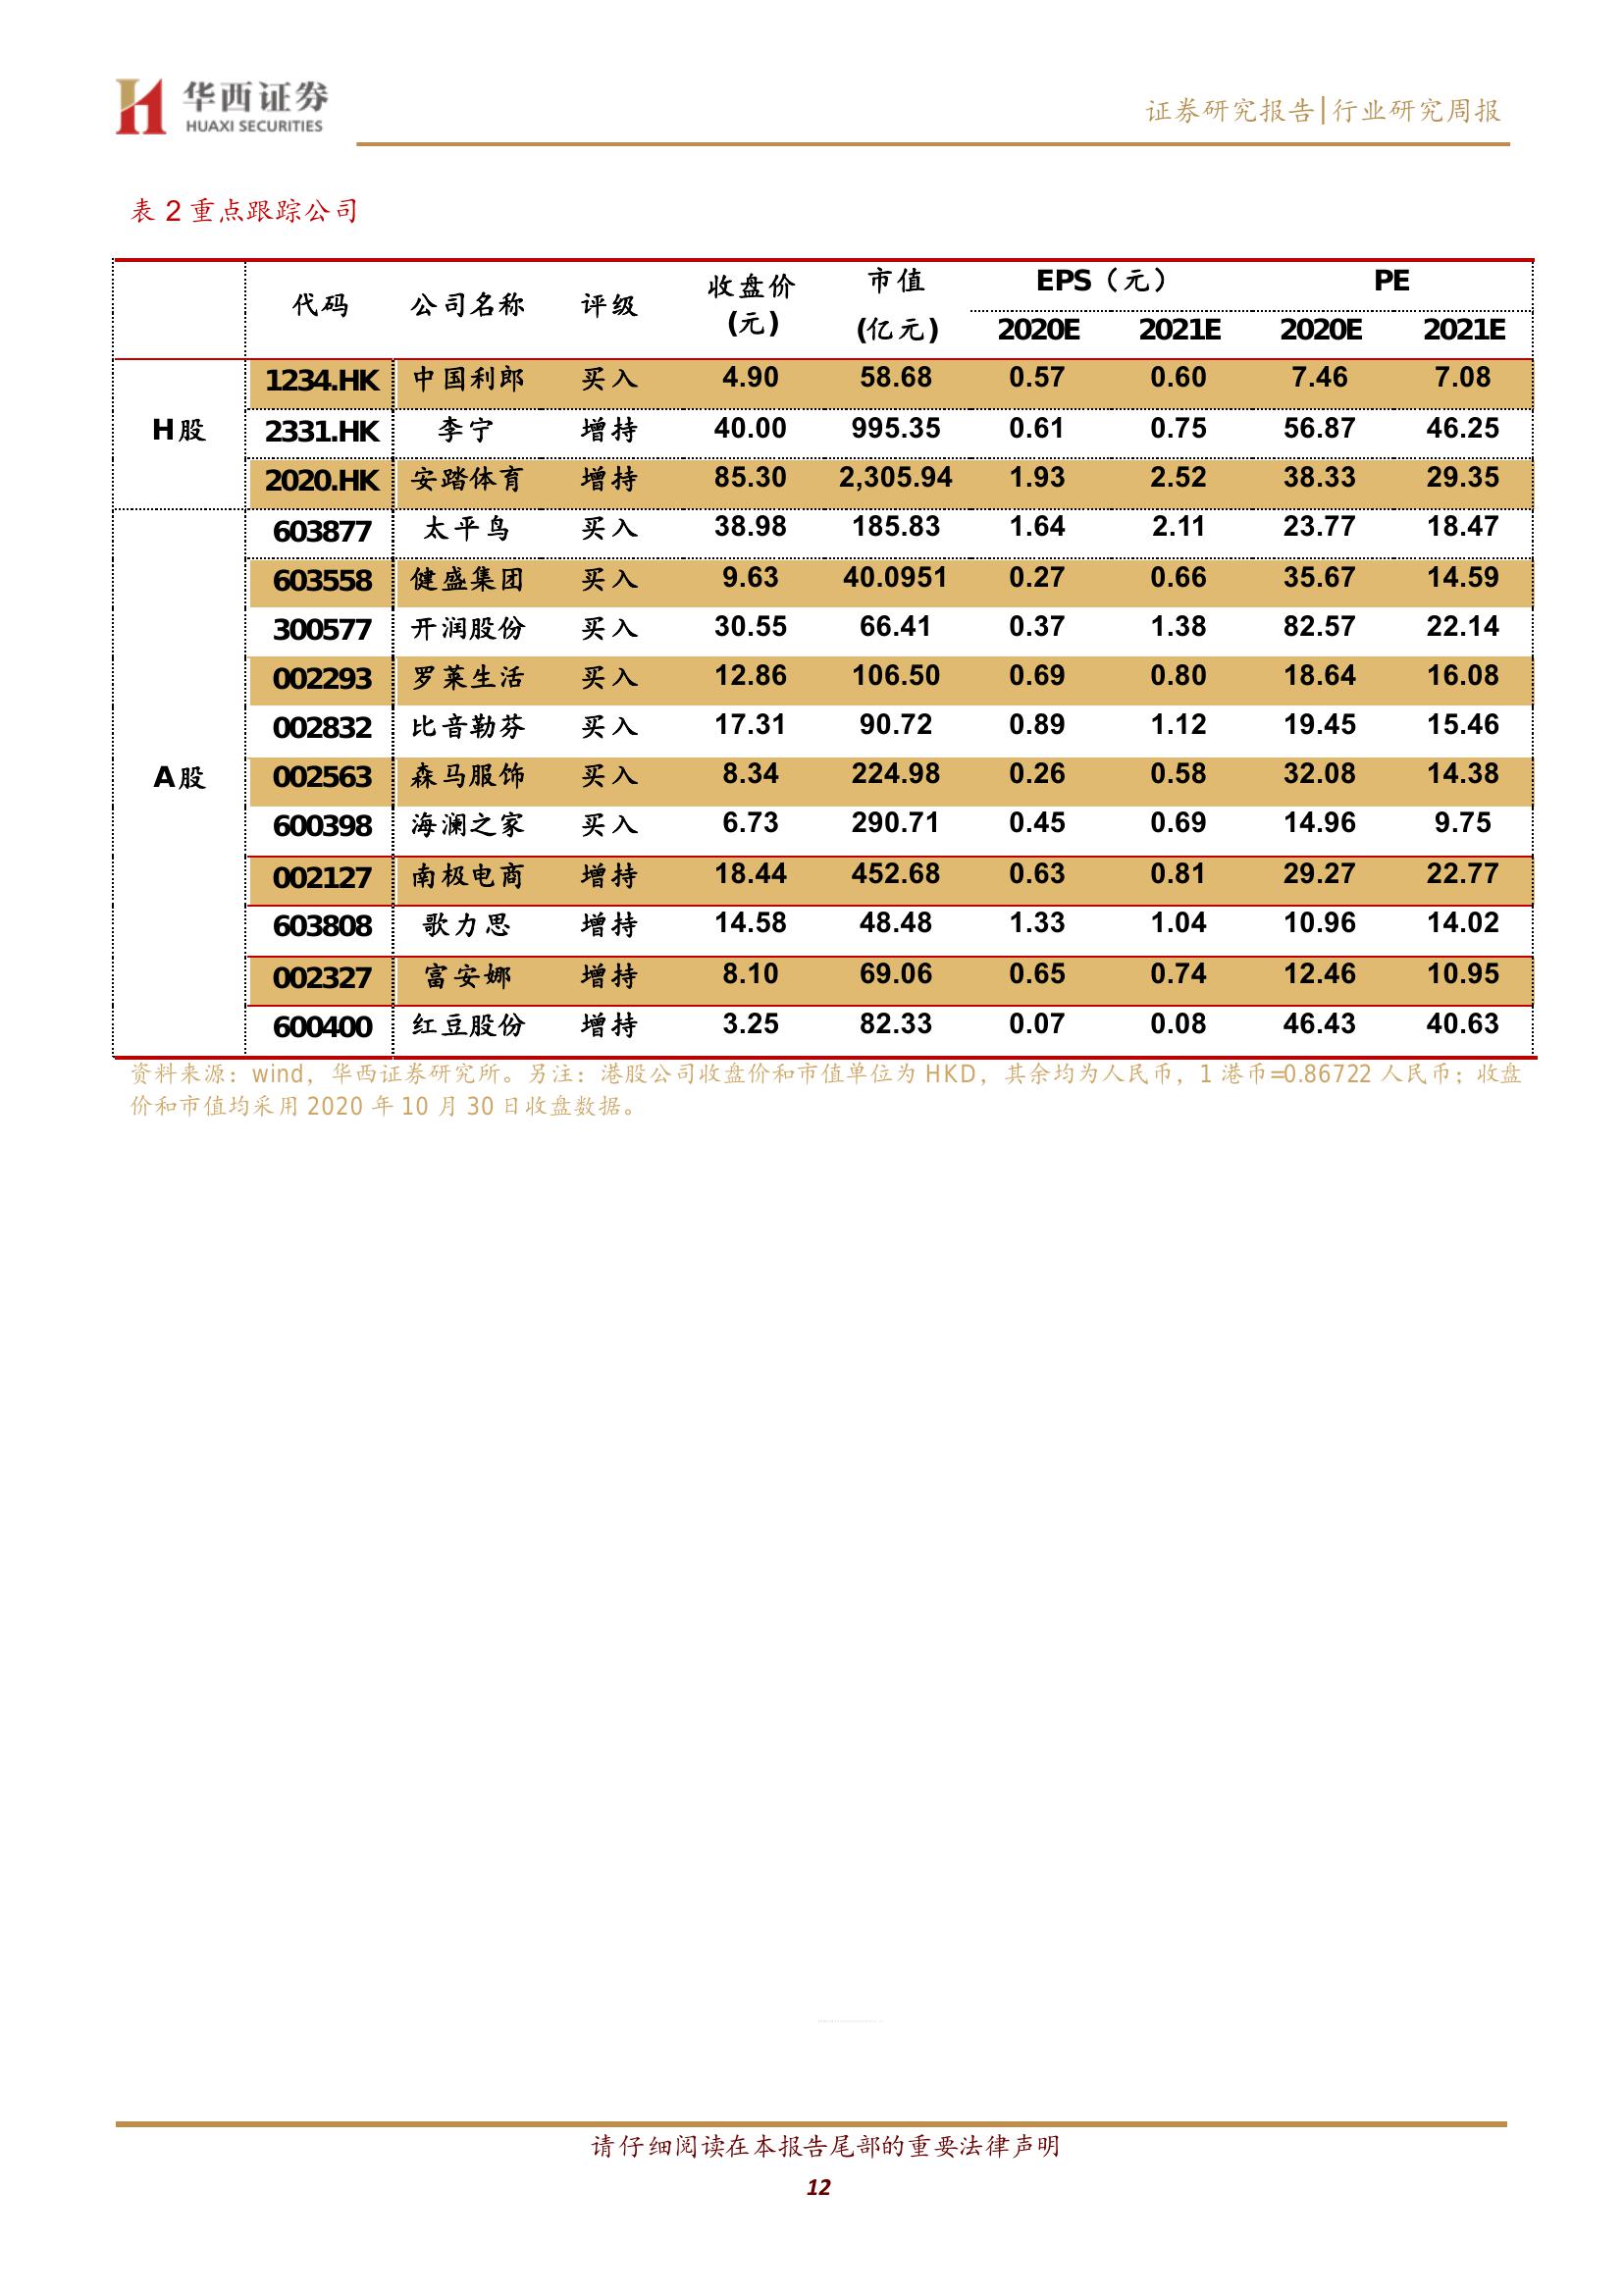 华西证券
HUAXI SECURITIES
证券研究报告|行业研究周报
表 2 重点跟踪公司
代码 公司名称 评级 收盘价(元) 市值(亿元) EPS（元） PE
2020E 2021E 2020E 2021E
H股
1234.HK 中国利郎 买入 4.90 58.68 0.57 0.60 7.46 7.08
2331.HK 李宁 增持 40.00 995.35 0.61 0.75 56.87 46.25
2020.HK 安踏体育 增持 85.30 2,305.94 1.93 2.52 38.33 29.35
A股
603877 太平鸟 买入 38.98 185.83 1.64 2.11 23.77 18.47
603558 健盛集团 买入 9.63 40.0951 0.27 0.66 35.67 14.59
300577 开润股份 买入 30.55 66.41 0.37 1.38 82.57 22.14
002293 罗莱生活 买入 12.86 106.50 0.69 0.80 18.64 16.08
002832 比音勒芬 买入 17.31 90.72 0.89 1.12 19.45 15.46
002563 森马服饰 买入 8.34 224.98 0.26 0.58 32.08 14.38
600398 海澜之家 买入 6.73 290.71 0.45 0.69 14.96 9.75
002127 南极电商 增持 18.44 452.68 0.63 0.81 29.27 22.77
603808 歌力思 增持 14.58 48.48 1.33 1.04 10.96 14.02
002327 富安娜 增持 8.10 69.06 0.65 0.74 12.46 10.95
600400 红豆股份 增持 3.25 82.33 0.07 0.08 46.43 40.63
资料来源：wind，华西证券研究所。另注：港股公司收盘价和市值单位为 HKD，其余均为人民币，1 港币=0.86722 人民币；收盘
价和市值均采用 2020 年 10 月 30 日收盘数据。
请仔细阅读在本报告尾部的重要法律声明
12